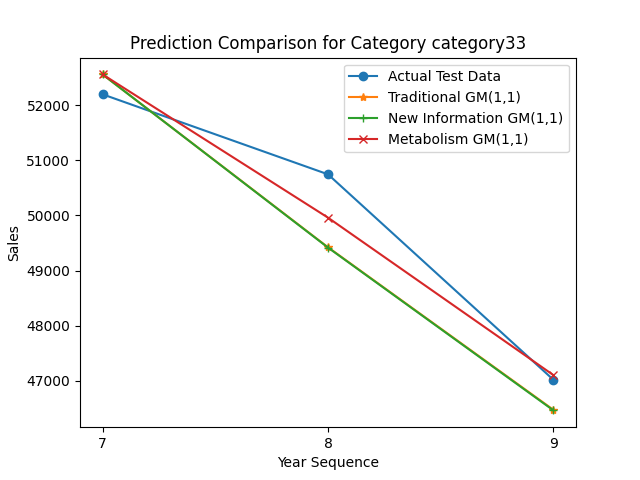 Prediction Comparison for Category category33
Actual Test Data
Traditional GM(1,1)
New Information GM(1,1)
Metabolism GM(1,1)
Sales
52000
51000
50000
49000
48000
47000
7
8
9
Year Sequence